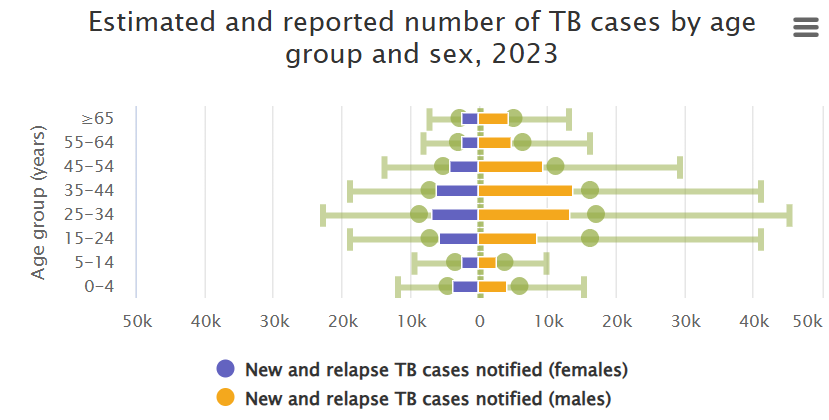 Estimated and reported number of TB cases by age
group and sex, 2023
Age group (years)
≥65
55-64
45-54
35-44
25-34
15-24
5-14
0-4
50k 40k 30k 20k 10k 0 10k 20k 30k 40k 50k
New and relapse TB cases notified (females)
New and relapse TB cases notified (males)